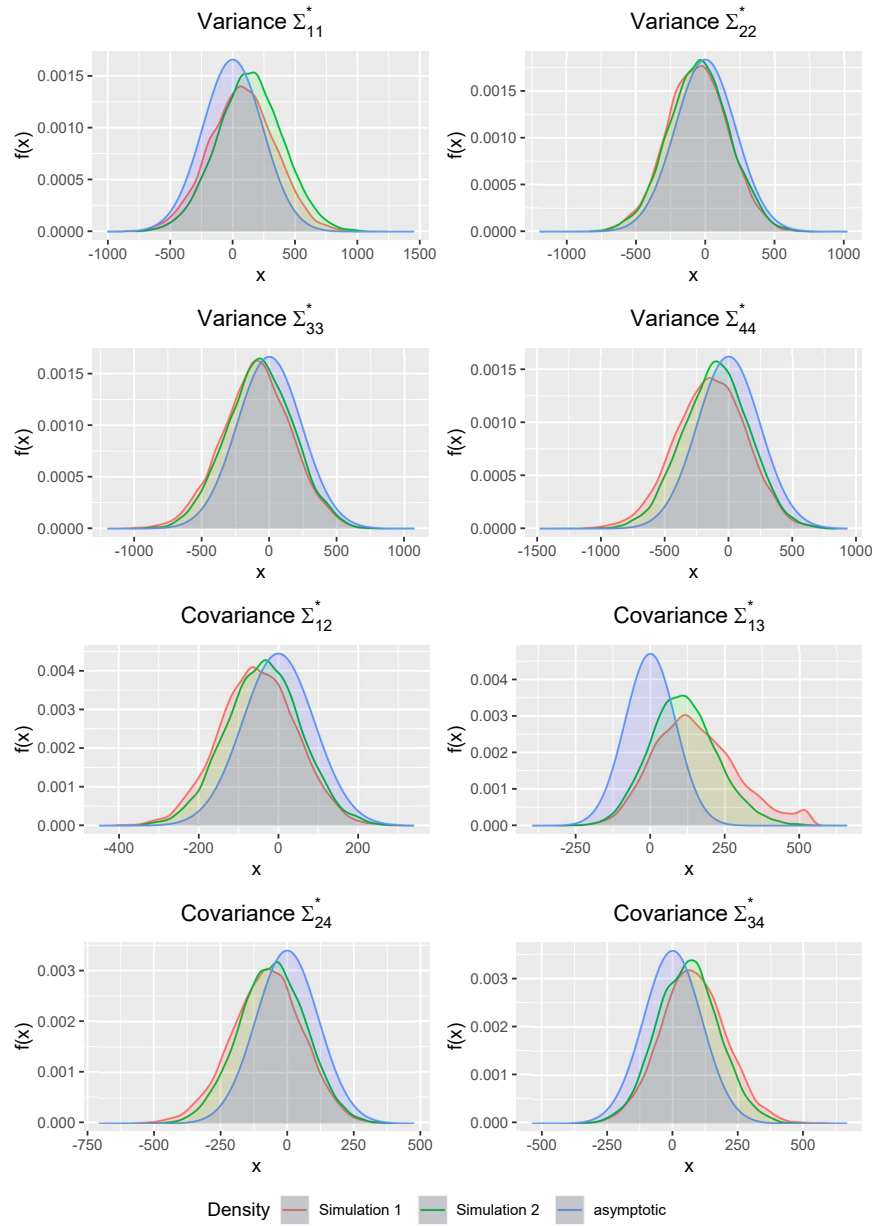 Variance Σ*11
Variance Σ*22
f(x)
0.0015
0.0010
0.0005
0.0000
-1000 -500 0 500 1000 1500
x
f(x)
0.0015
0.0010
0.0005
0.0000
-1000 -500 0 500 1000
x
Variance Σ*33
Variance Σ*44
f(x)
0.0015
0.0010
0.0005
0.0000
-1000 -500 0 500 1000
x
f(x)
0.0015
0.0010
0.0005
0.0000
-1500 -1000 -500 0 500 1000
x
Covariance Σ*12
Covariance Σ*13
f(x)
0.004
0.003
0.002
0.001
0.000
-400 -200 0 200
x
f(x)
0.004
0.003
0.002
0.001
0.000
-250 0 250 500
x
Covariance Σ*24
Covariance Σ*34
f(x)
0.003
0.002
0.001
0.000
-750 -500 -250 0 250 500
x
f(x)
0.003
0.002
0.001
0.000
-500 -250 0 250 500
x
Density Simulation 1 Simulation 2 asymptotic